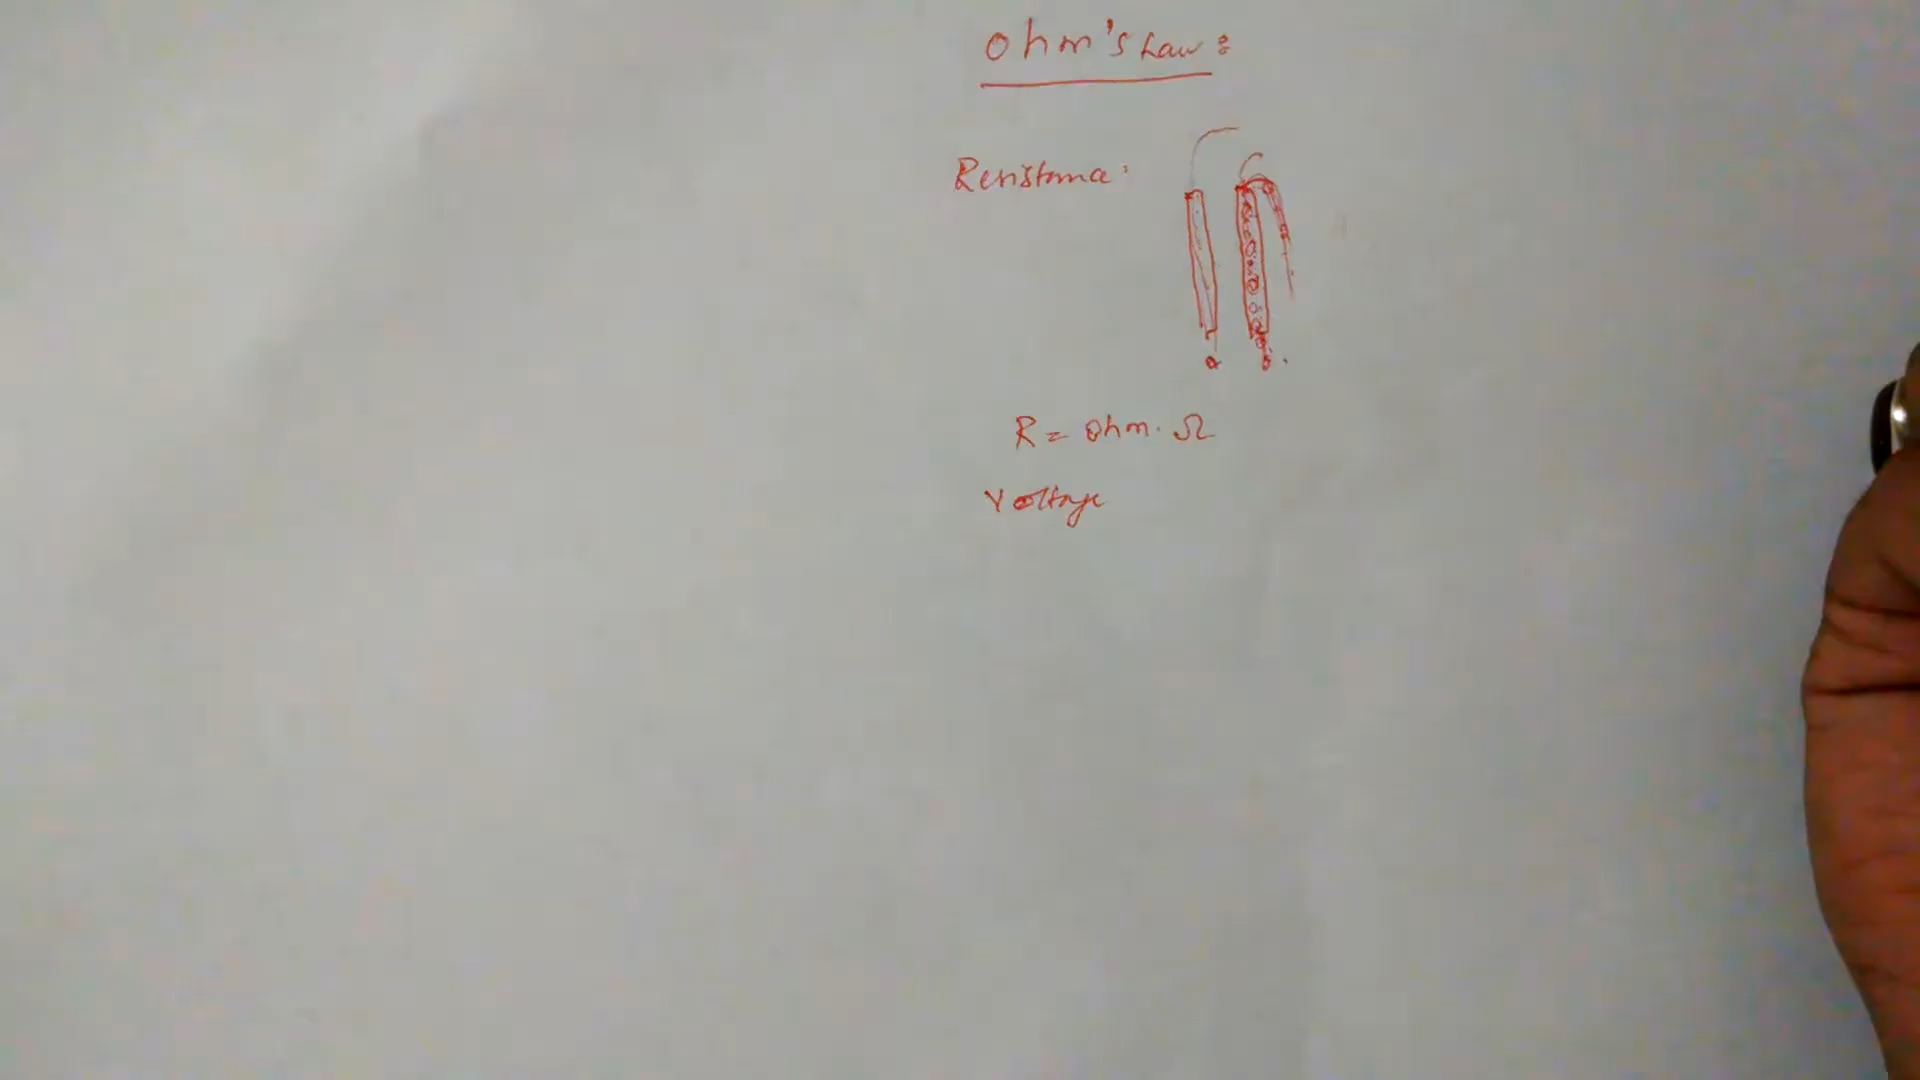 Ohm's Law:
Resistance:
R = Ohm. Ω
Voltage